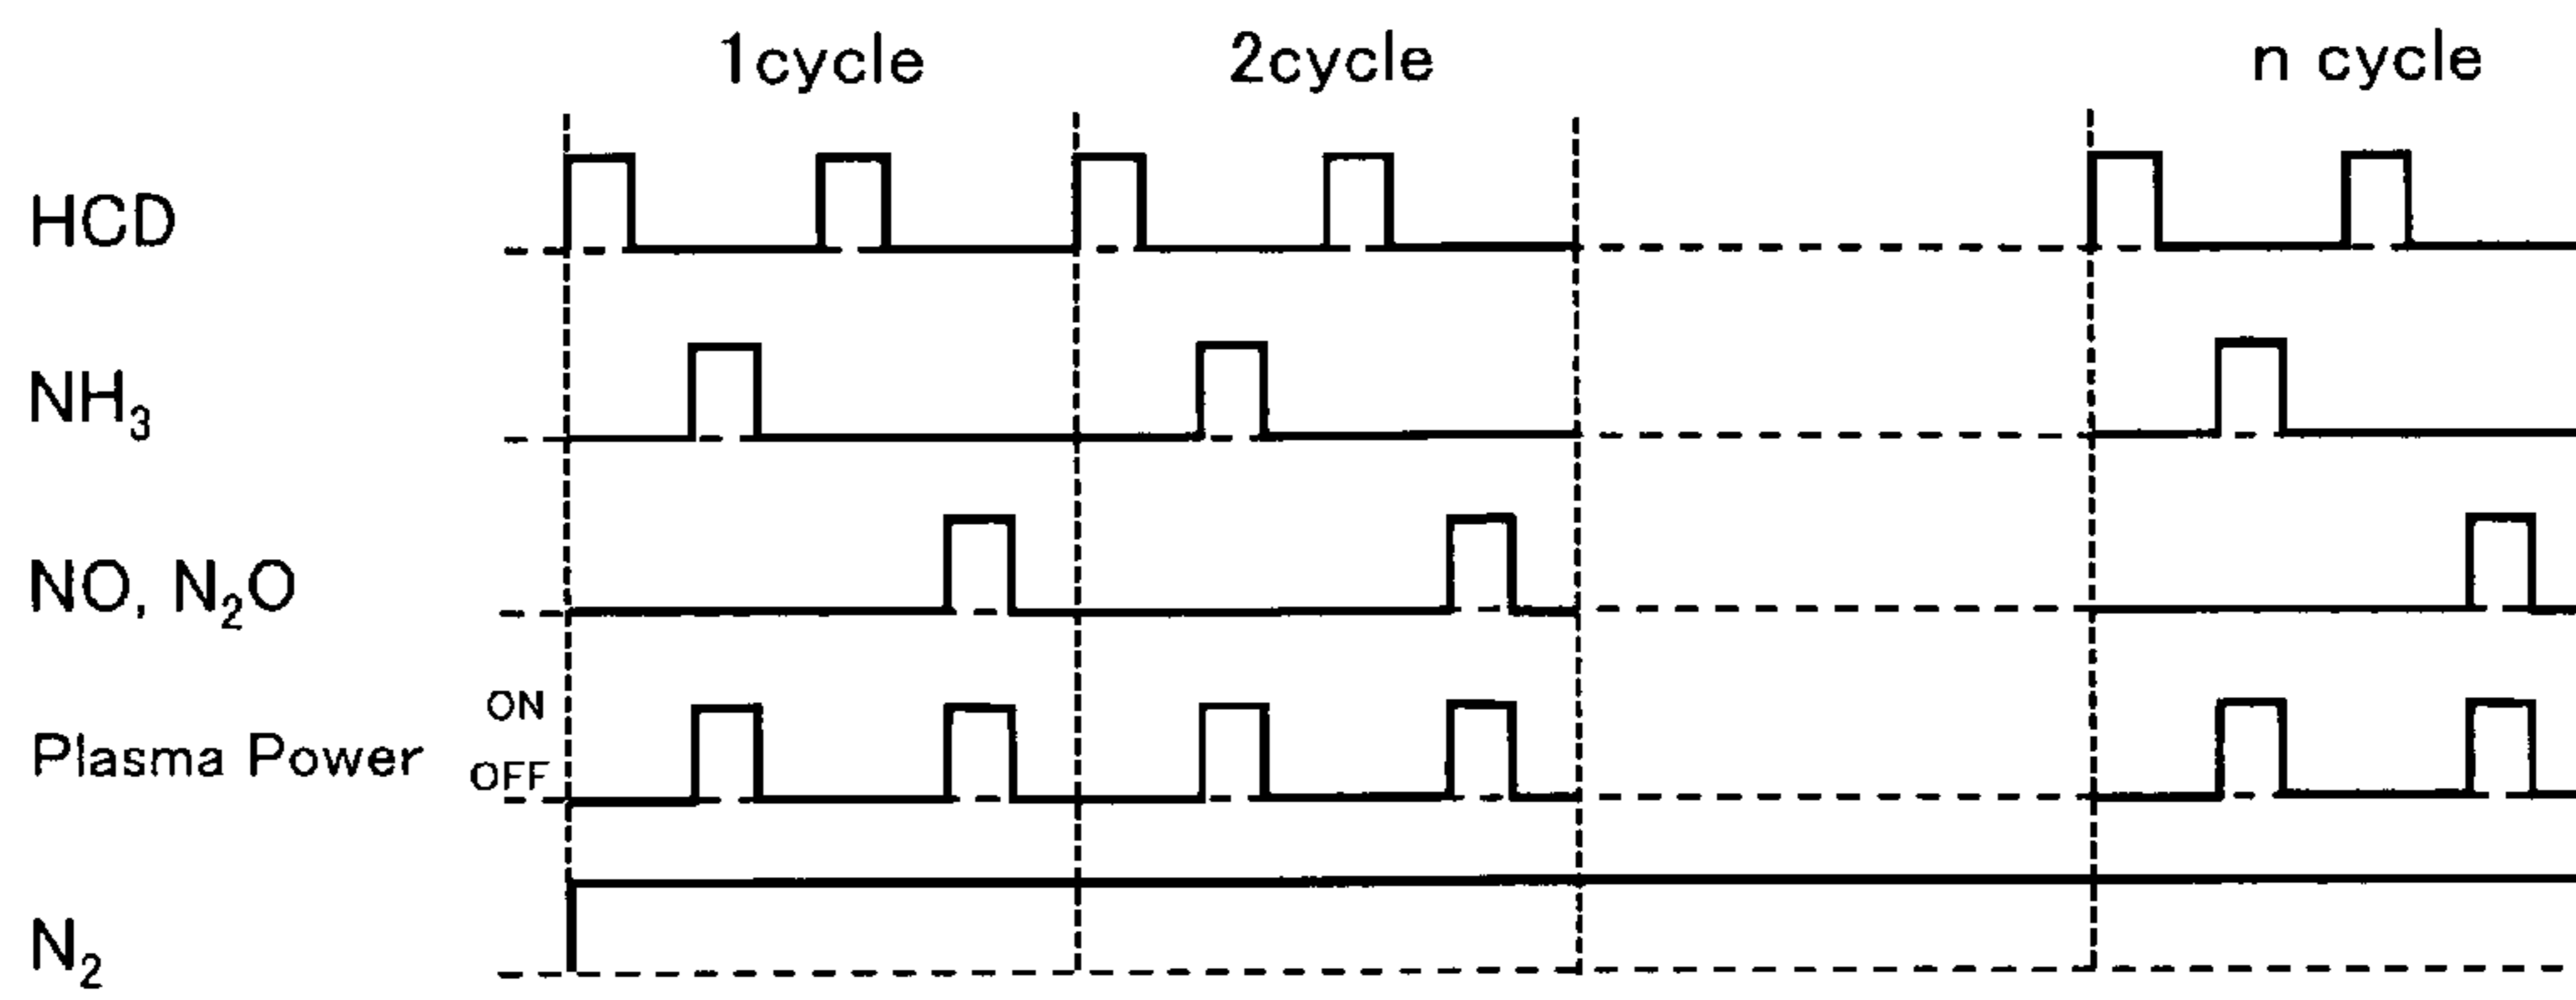 1cycle 2cycle n cycle
HCD
NH₃
NO, N₂O
ON
Plasma Power
OFF
N₂